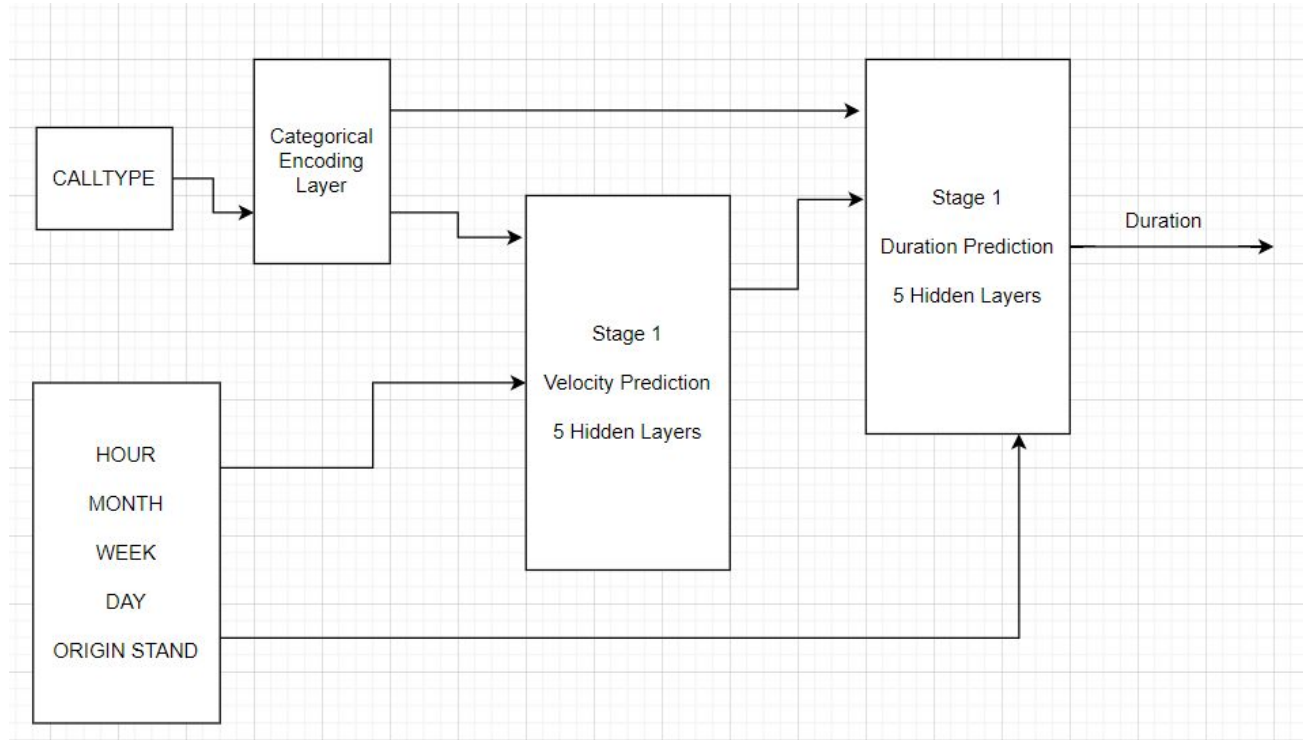 CALLTYPE
Categorical
Encoding
Layer
HOUR
MONTH
WEEK
DAY
ORIGIN STAND
Stage 1
Velocity Prediction
5 Hidden Layers
Stage 1
Duration Prediction
5 Hidden Layers
Duration